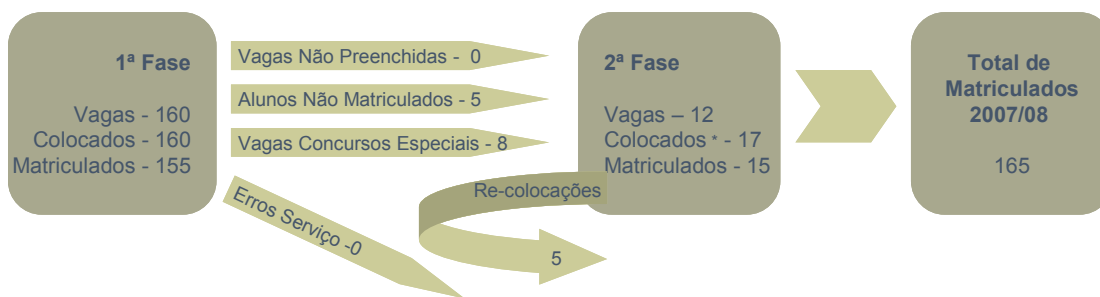 1ª Fase
Vagas - 160
Colocados - 160
Matriculados - 155
Vagas Não Preenchidas - 0
Alunos Não Matriculados - 5
Vagas Concursos Especiais - 8
Erros Serviço -0
Re-colocações
5
2ª Fase
Vagas – 12
Colocados * - 17
Matriculados - 15
Total de
Matriculados
2007/08
165